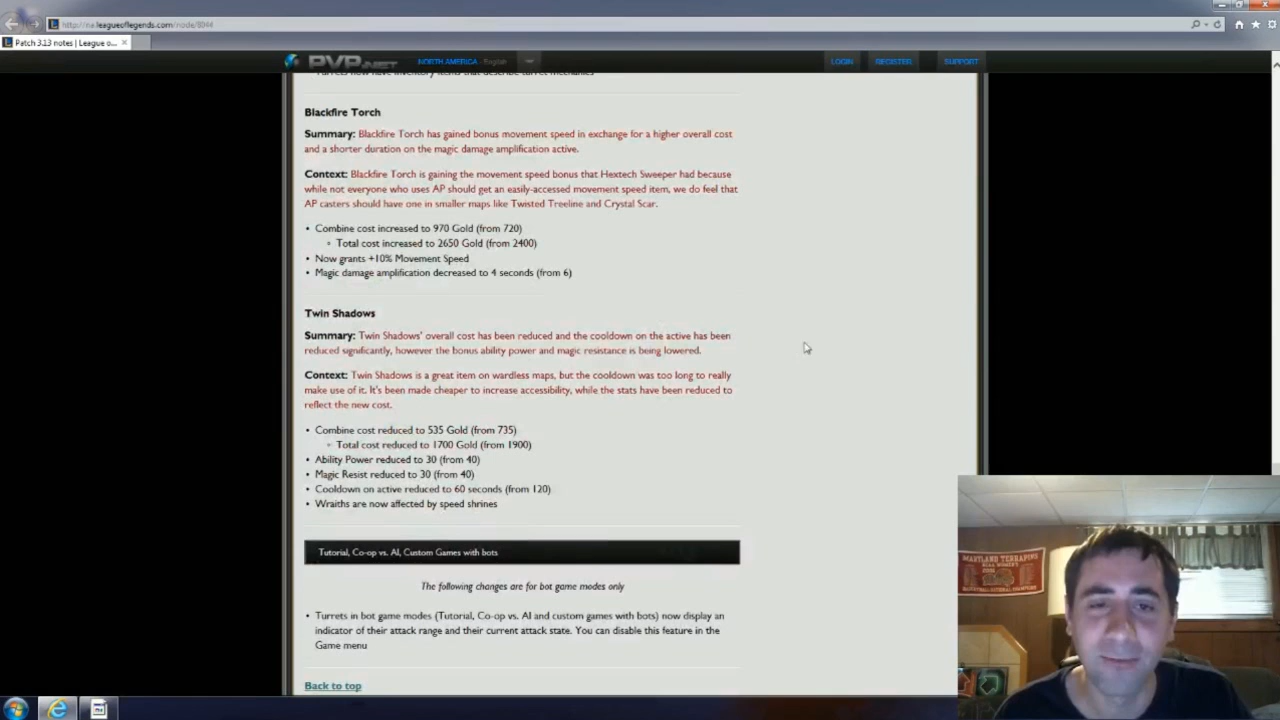 http://na.leagueoflegends.com/node/8044
Patch 3.13 notes | League o...
PVP.NET
NORTH AMERICA - English
LOGIN
REGISTER
SUPPORT
Turrets now have inventory items that describe turret mechanics
Blackfire Torch
Summary: Blackfire Torch has gained bonus movement speed in exchange for a higher overall cost
and a shorter duration on the magic damage amplification active.
Context: Blackfire Torch is gaining the movement speed bonus that Hextech Sweeper had because
while not everyone who uses AP should get an easily-accessed movement speed item, we do feel that
AP casters should have one in smaller maps like Twisted Treeline and Crystal Scar.
• Combine cost increased to 970 Gold (from 720)
◦ Total cost increased to 2650 Gold (from 2400)
• Now grants +10% Movement Speed
• Magic damage amplification decreased to 4 seconds (from 6)
Twin Shadows
Summary: Twin Shadows' overall cost has been reduced and the cooldown on the active has been
reduced significantly, however the bonus ability power and magic resistance is being lowered.
Context: Twin Shadows is a great item on wardless maps, but the cooldown was too long to really
make use of it. It's been made cheaper to increase accessibility, while the stats have been reduced to
reflect the new cost.
• Combine cost reduced to 535 Gold (from 735)
◦ Total cost reduced to 1700 Gold (from 1900)
• Ability Power reduced to 30 (from 40)
• Magic Resist reduced to 30 (from 40)
• Cooldown on active reduced to 60 seconds (from 120)
• Wraiths are now affected by speed shrines
Tutorial, Co-op vs. AI, Custom Games with bots
The following changes are for bot game modes only
• Turrets in bot game modes (Tutorial, Co-op vs. AI and custom games with bots) now display an
indicator of their attack range and their current attack state. You can disable this feature in the
Game menu
Back to top
MARYLAND TERRAPINS